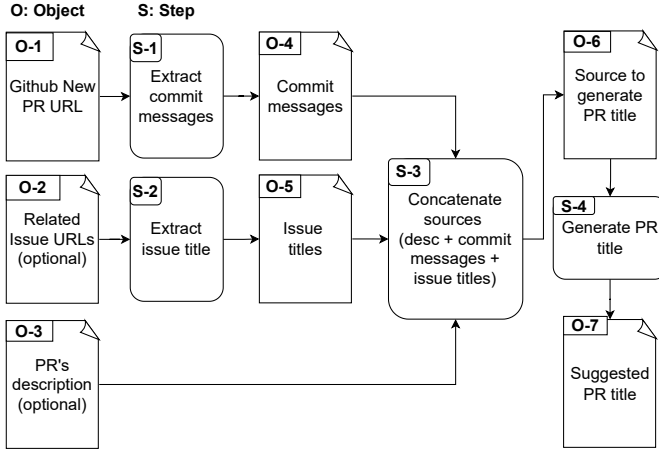 O: Object
S: Step
O-1
Github New
PR URL
S-1
Extract
commit
messages
O-4
Commit
messages
O-2
Related
Issue URLs
(optional)
S-2
Extract
issue title
O-5
Issue
titles
O-3
PR's
description
(optional)
S-3
Concatenate
sources
(desc + commit
messages +
issue titles)
O-6
Source to
generate
PR title
S-4
Generate PR
title
O-7
Suggested
PR title